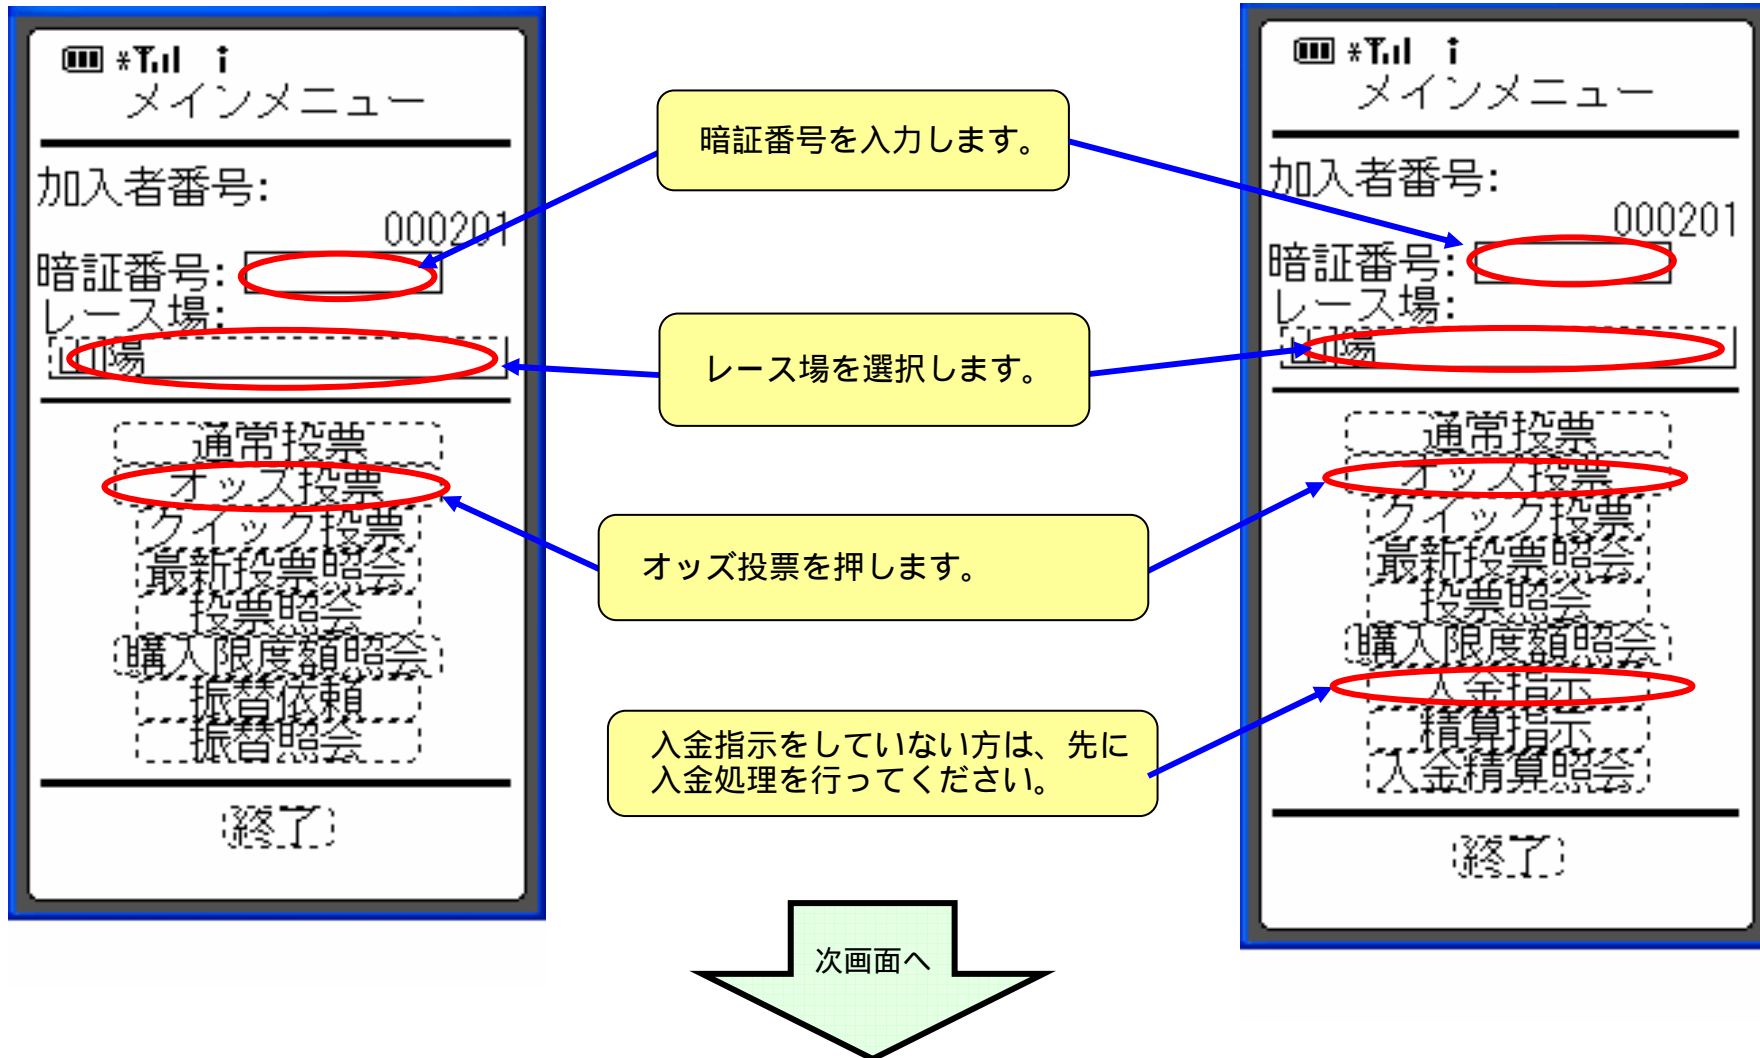 メインメニュー
加入者番号:
000201
暗証番号:
レース場:
山陽
通常投票
オッズ投票
クイック投票
最新投票照会
投票照会
購入限度額照会
振替依頼
振替照会
終了
暗証番号を入力します。
レース場を選択します。
オッズ投票を押します。
入金指示をしていない方は、先に
入金処理を行ってください。
次画面へ
メインメニュー
加入者番号:
000201
暗証番号:
レース場:
山陽
通常投票
オッズ投票
クイック投票
最新投票照会
投票照会
購入限度額照会
入金指示
精算指示
入金精算照会
終了